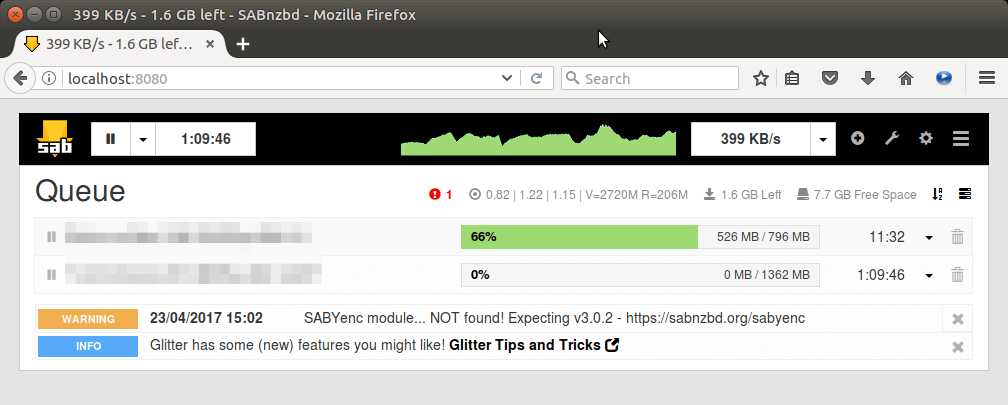 399 KB/s - 1.6 GB left - SABnzbd - Mozilla Firefox
399 KB/s - 1.6 GB lef...
localhost:8080
Search
sab
1:09:46
399 KB/s
Queue
1
0.82 | 1.22 | 1.15 | V=2720M R=206M
1.6 GB Left
7.7 GB Free Space
66%
526 MB / 796 MB
11:32
0%
0 MB / 1362 MB
1:09:46
WARNING
23/04/2017 15:02
SABYenc module... NOT found! Expecting v3.0.2 - https://sabnzbd.org/sabyenc
INFO
Glitter has some (new) features you might like! Glitter Tips and Tricks